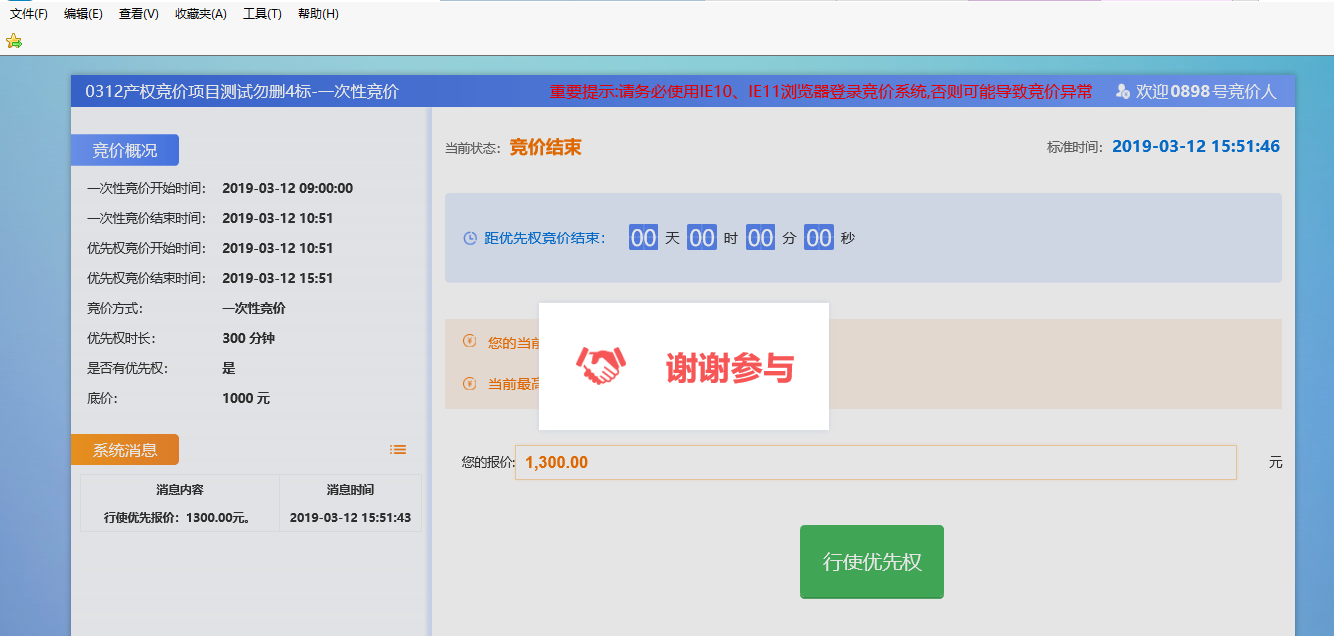 文件(F) 编辑(E) 查看(V) 收藏夹(A) 工具(T) 帮助(H)
0312产权竞价项目测试勿删4标-一次性竞价 重要提示:请务必使用IE10、IE11浏览器登录竞价系统,否则可能导致竞价异常 欢迎0898号竞价人
当前状态: 竞价结束 标准时间: 2019-03-12 15:51:46
竞价概况
一次性竞价开始时间: 2019-03-12 09:00:00
一次性竞价结束时间: 2019-03-12 10:51
优先权竞价开始时间: 2019-03-12 10:51
优先权竞价结束时间: 2019-03-12 15:51
竞价方式: 一次性竞价
优先权时长: 300 分钟
是否有优先权: 是
底价: 1000 元
距优先权竞价结束: 00 天 00 时 00 分 00 秒
您的当前
当前最高
谢谢参与
您的报价: 1,300.00 元
行使优先权
系统消息
消息内容 消息时间
行使优先报价: 1300.00元。 2019-03-12 15:51:43